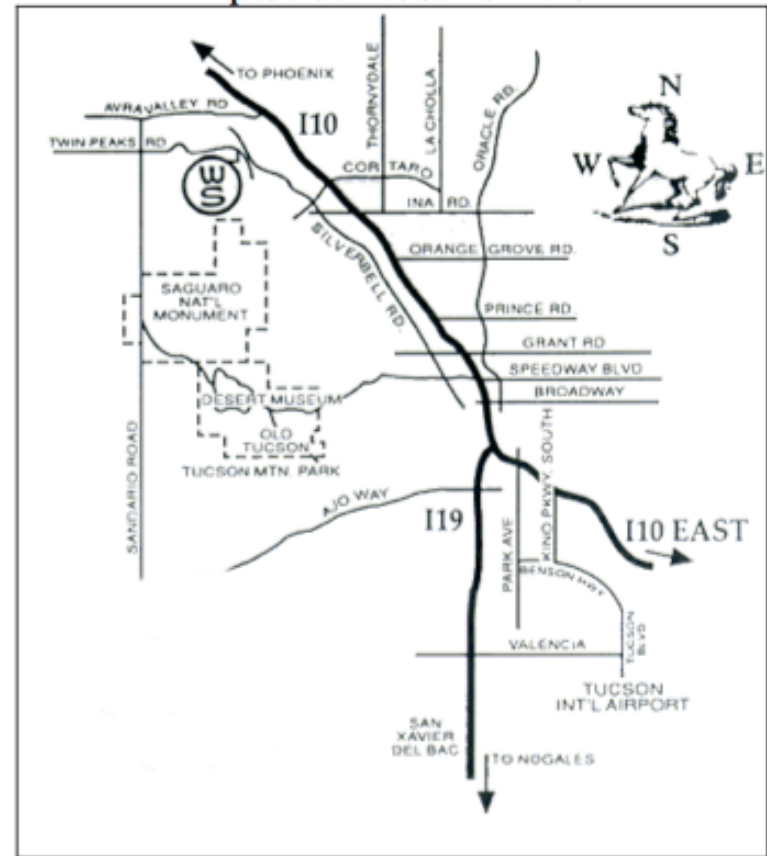 TO PHOENIX
AVRA VALLEY RD
I10
TWIN PEAKS RD
THORNYDALE
LA CHOLLA
ORACLE RD.
N
W
E
S
WS
CORTARO
INA RD.
SILVERBELL RD.
ORANGE GROVE RD.
SAGUARO
NAT'L
MONUMENT
PRINCE RD.
GRANT RD
SPEEDWAY BLVD
BROADWAY
DESERT MUSEUM
OLD
TUCSON
TUCSON MTN. PARK
SANDARIO ROAD
AJO WAY
I19
PARK AVE
KINO PKWY. SOUTH
I10 EAST
BENSON HWY
VALENCIA
TUCSON
BLVD
TUCSON
INT'L AIRPORT
SAN
XAVIER
DEL BAC
TO NOGALES